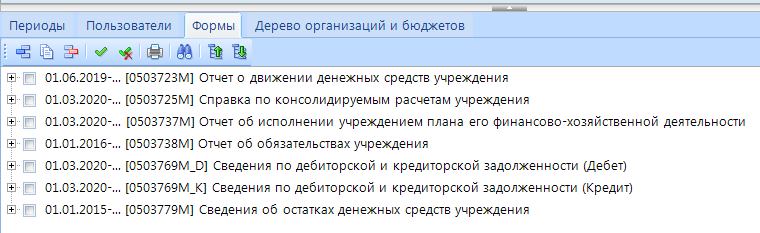 Периоды Пользователи Формы Дерево организаций и бюджетов
01.06.2019-... [0503723M] Отчет о движении денежных средств учреждения
01.03.2020-... [0503725M] Справка по консолидируемым расчетам учреждения
01.03.2020-... [0503737M] Отчет об исполнении учреждением плана его финансово-хозяйственной деятельности
01.01.2016-... [0503738M] Отчет об обязательствах учреждения
01.03.2020-... [0503769M_D] Сведения по дебиторской и кредиторской задолженности (Дебет)
01.03.2020-... [0503769M_K] Сведения по дебиторской и кредиторской задолженности (Кредит)
01.01.2015-... [0503779M] Сведения об остатках денежных средств учреждения